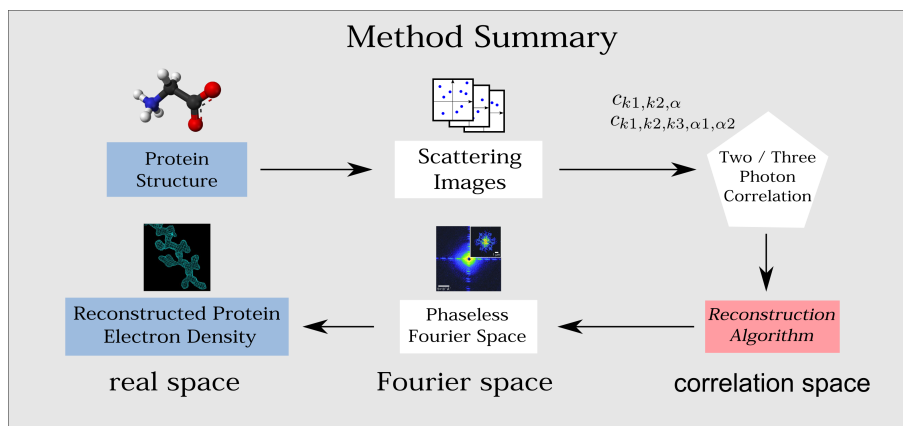 Method Summary
c_{k1,k2,α}
c_{k1,k2,k3,α1,α2}
Protein
Structure
Scattering
Images
Two / Three
Photon
Correlation
Reconstructed Protein
Electron Density
Phaseless
Fourier Space
Reconstruction
Algorithm
real space
Fourier space
correlation space